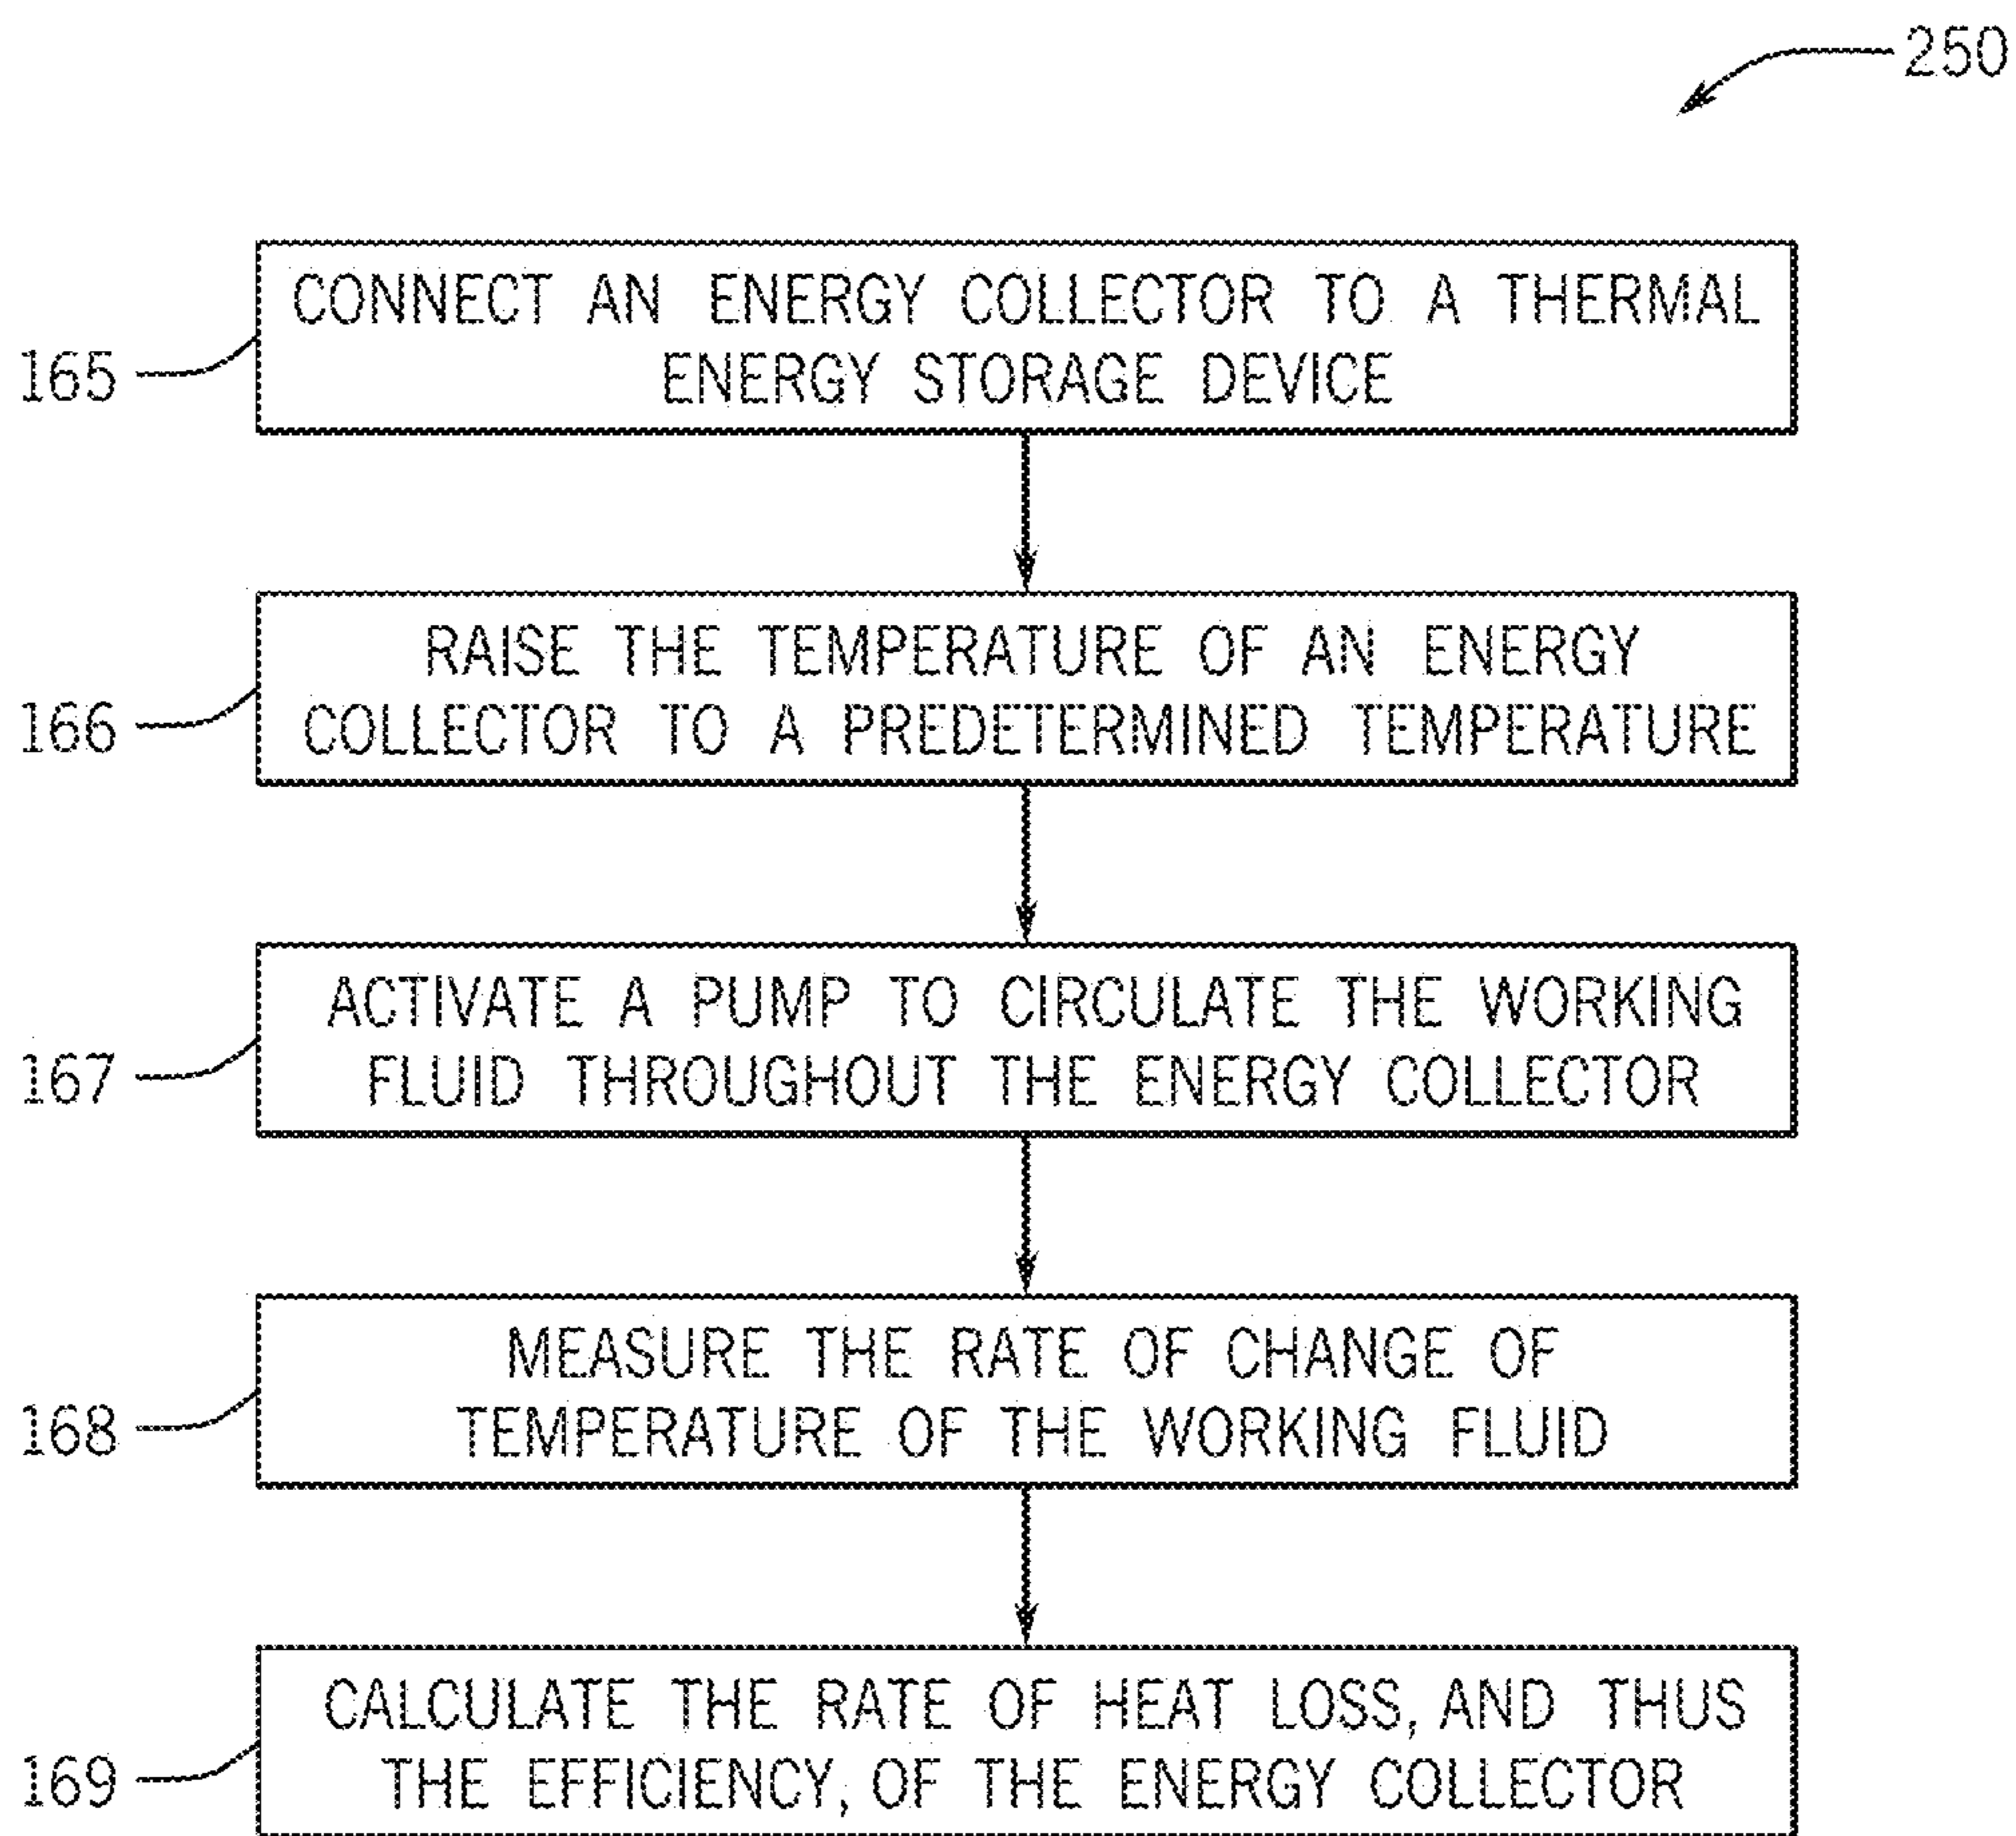 250
CONNECT AN ENERGY COLLECTOR TO A THERMAL
ENERGY STORAGE DEVICE
165
RAISE THE TEMPERATURE OF AN ENERGY
COLLECTOR TO A PREDETERMINED TEMPERATURE
166
ACTIVATE A PUMP TO CIRCULATE THE WORKING
FLUID THROUGHOUT THE ENERGY COLLECTOR
167
MEASURE THE RATE OF CHANGE OF
TEMPERATURE OF THE WORKING FLUID
168
CALCULATE THE RATE OF HEAT LOSS, AND THUS
THE EFFICIENCY, OF THE ENERGY COLLECTOR
169